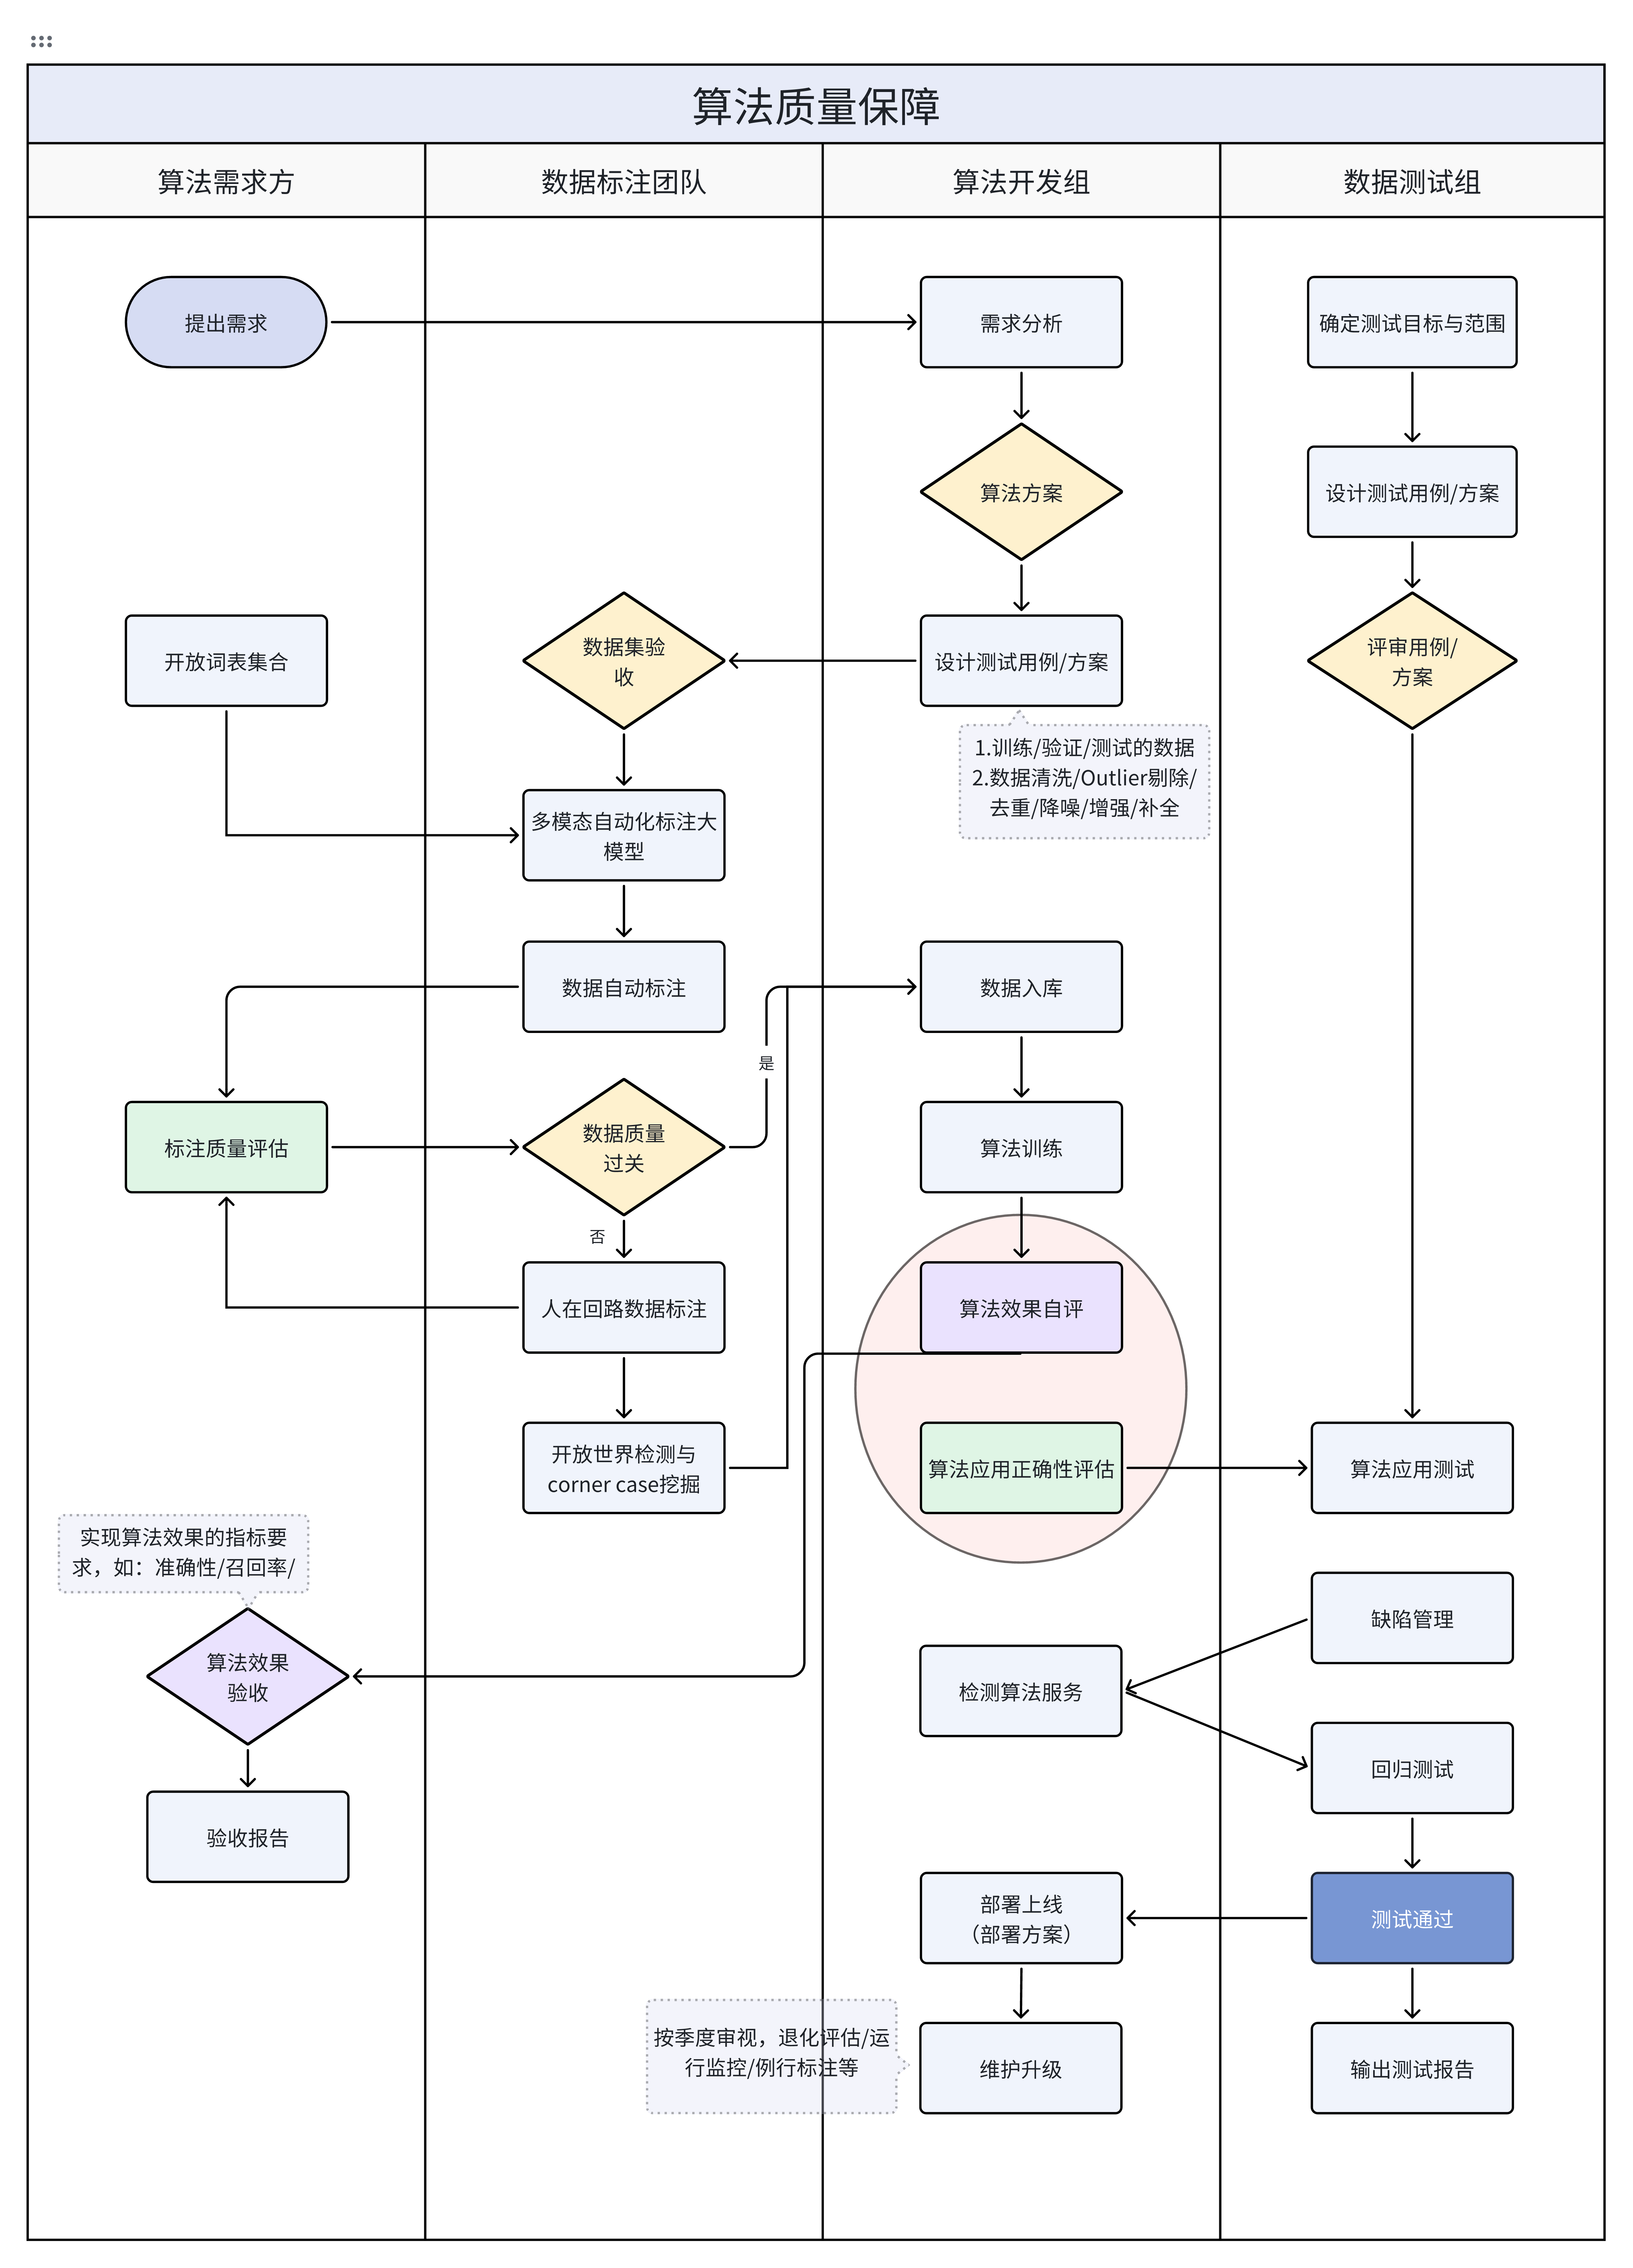 算法质量保障
算法需求方
数据标注团队
算法开发组
数据测试组
提出需求
需求分析
确定测试目标与范围
算法方案
设计测试用例/方案
开放词表集合
数据集验
收
设计测试用例/方案
评审用例/
方案
1.训练/验证/测试的数据
2.数据清洗/Outlier剔除/
去重/降噪/增强/补全
多模态自动化标注大
模型
数据自动标注
数据入库
是
标注质量评估
数据质量
过关
算法训练
否
人在回路数据标注
算法效果自评
开放世界检测与
corner case挖掘
算法应用正确性评估
算法应用测试
实现算法效果的指标要
求，如：准确性/召回率/
缺陷管理
算法效果
验收
检测算法服务
回归测试
验收报告
部署上线
（部署方案）
测试通过
按季度审视，退化评估/运
行监控/例行标注等
维护升级
输出测试报告